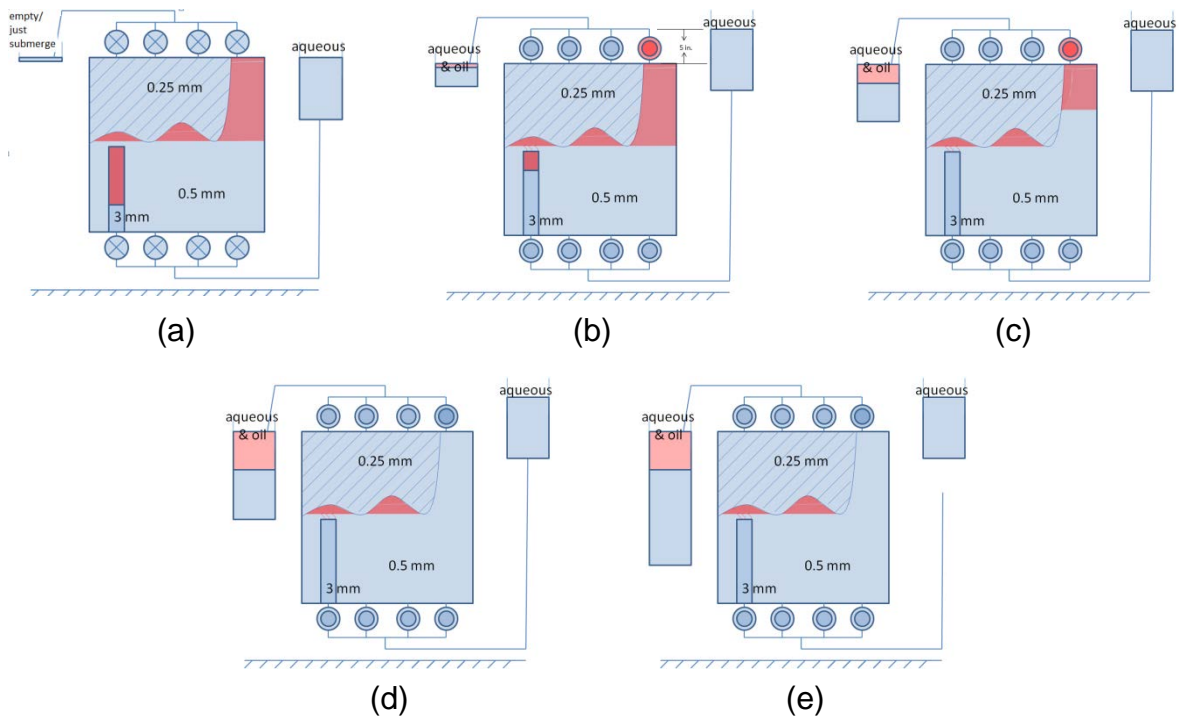 empty/
just
submerge
aqueous
0.25 mm
0.5 mm
3 mm
(a)
aqueous
& oil
5 in.
aqueous
0.25 mm
0.5 mm
3 mm
(b)
aqueous
& oil
aqueous
0.25 mm
0.5 mm
3 mm
(c)
aqueous
& oil
aqueous
0.25 mm
0.5 mm
3 mm
(d)
aqueous
& oil
aqueous
0.25 mm
0.5 mm
3 mm
(e)